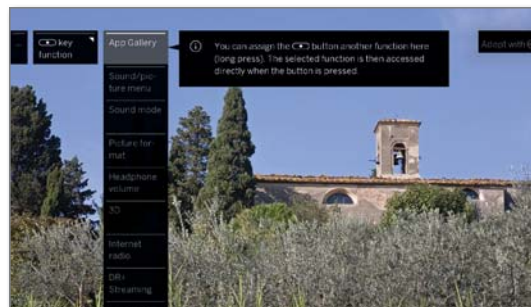 key
function
App Gallery
Sound/pic-
ture menu
Sound mode
Picture for-
mat
Headphone
volume
3D
Internet
radio
DR+
Streaming
You can assign the button another function here
(long press). The selected function is then accessed
directly when the button is pressed.
Adapt with